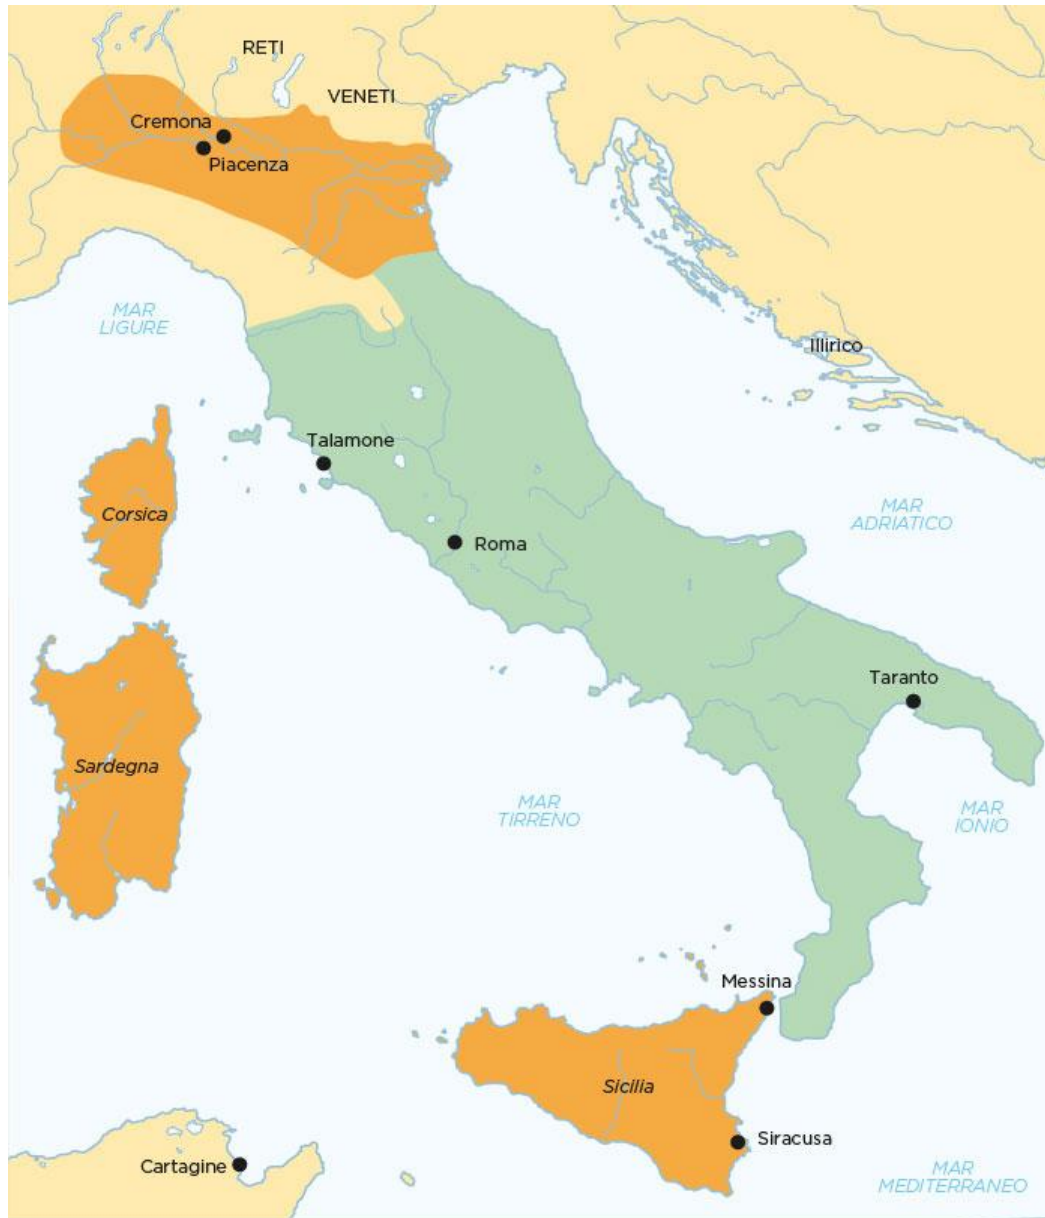 RETI
VENETI
Cremona
Piacenza
MAR
LIGURE
Illirico
Talamone
Corsica
MAR
ADRIATICO
Roma
Taranto
Sardegna
MAR
TIRRENO
MAR
IONIO
Messina
Sicilia
Siracusa
Cartagine
MAR
MEDITERRANEO